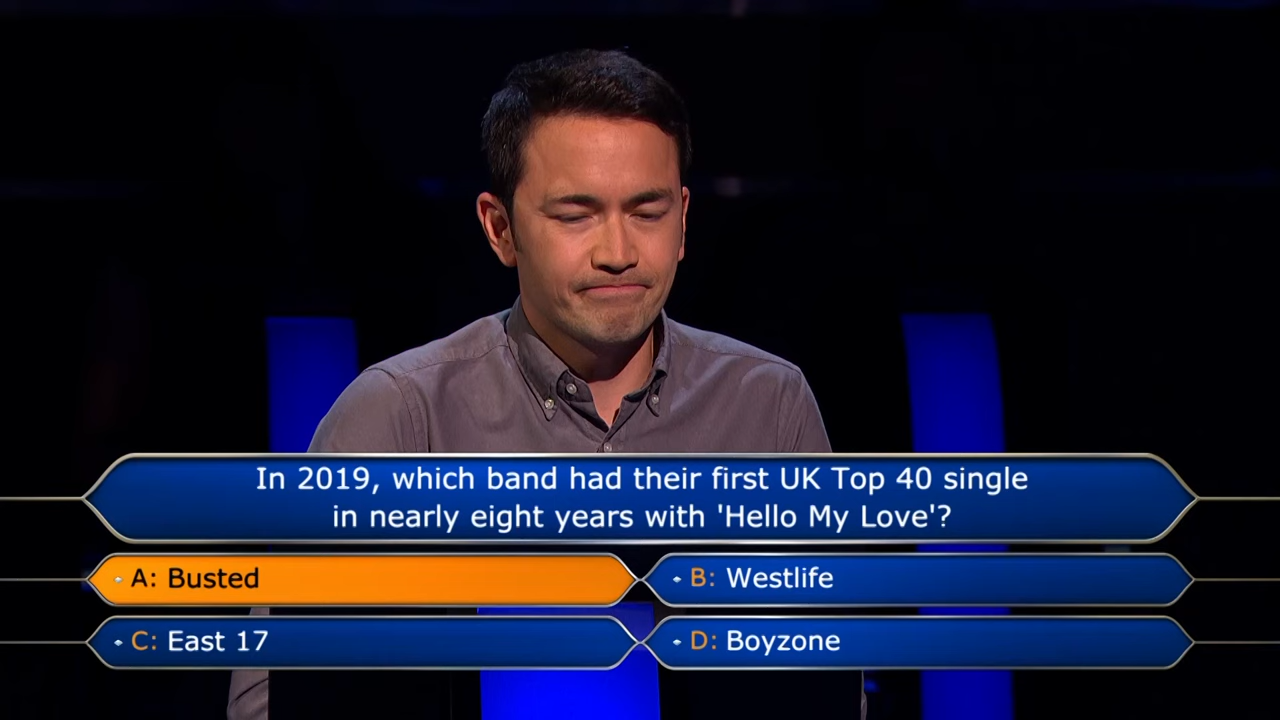 In 2019, which band had their first UK Top 40 single
in nearly eight years with 'Hello My Love'?
A: Busted
B: Westlife
C: East 17
D: Boyzone